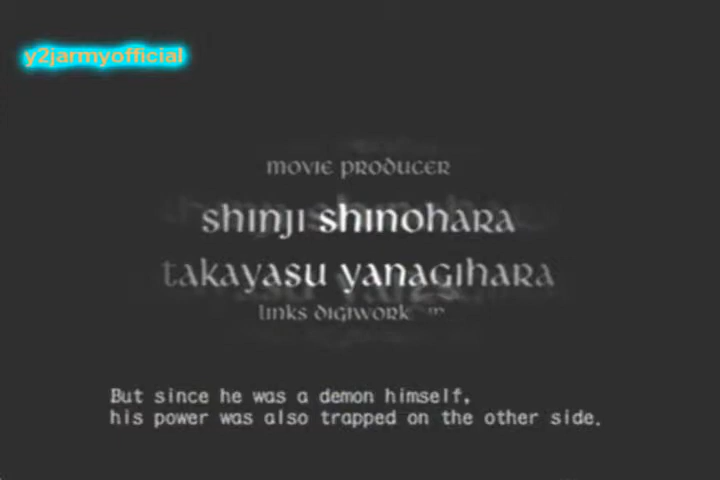 y2jarmyofficial
MOVIE PRODUCER
shinji shinohara
takayasu yanagihara
links digiwork
But since he was a demon himself,
his power was also trapped on the other side.